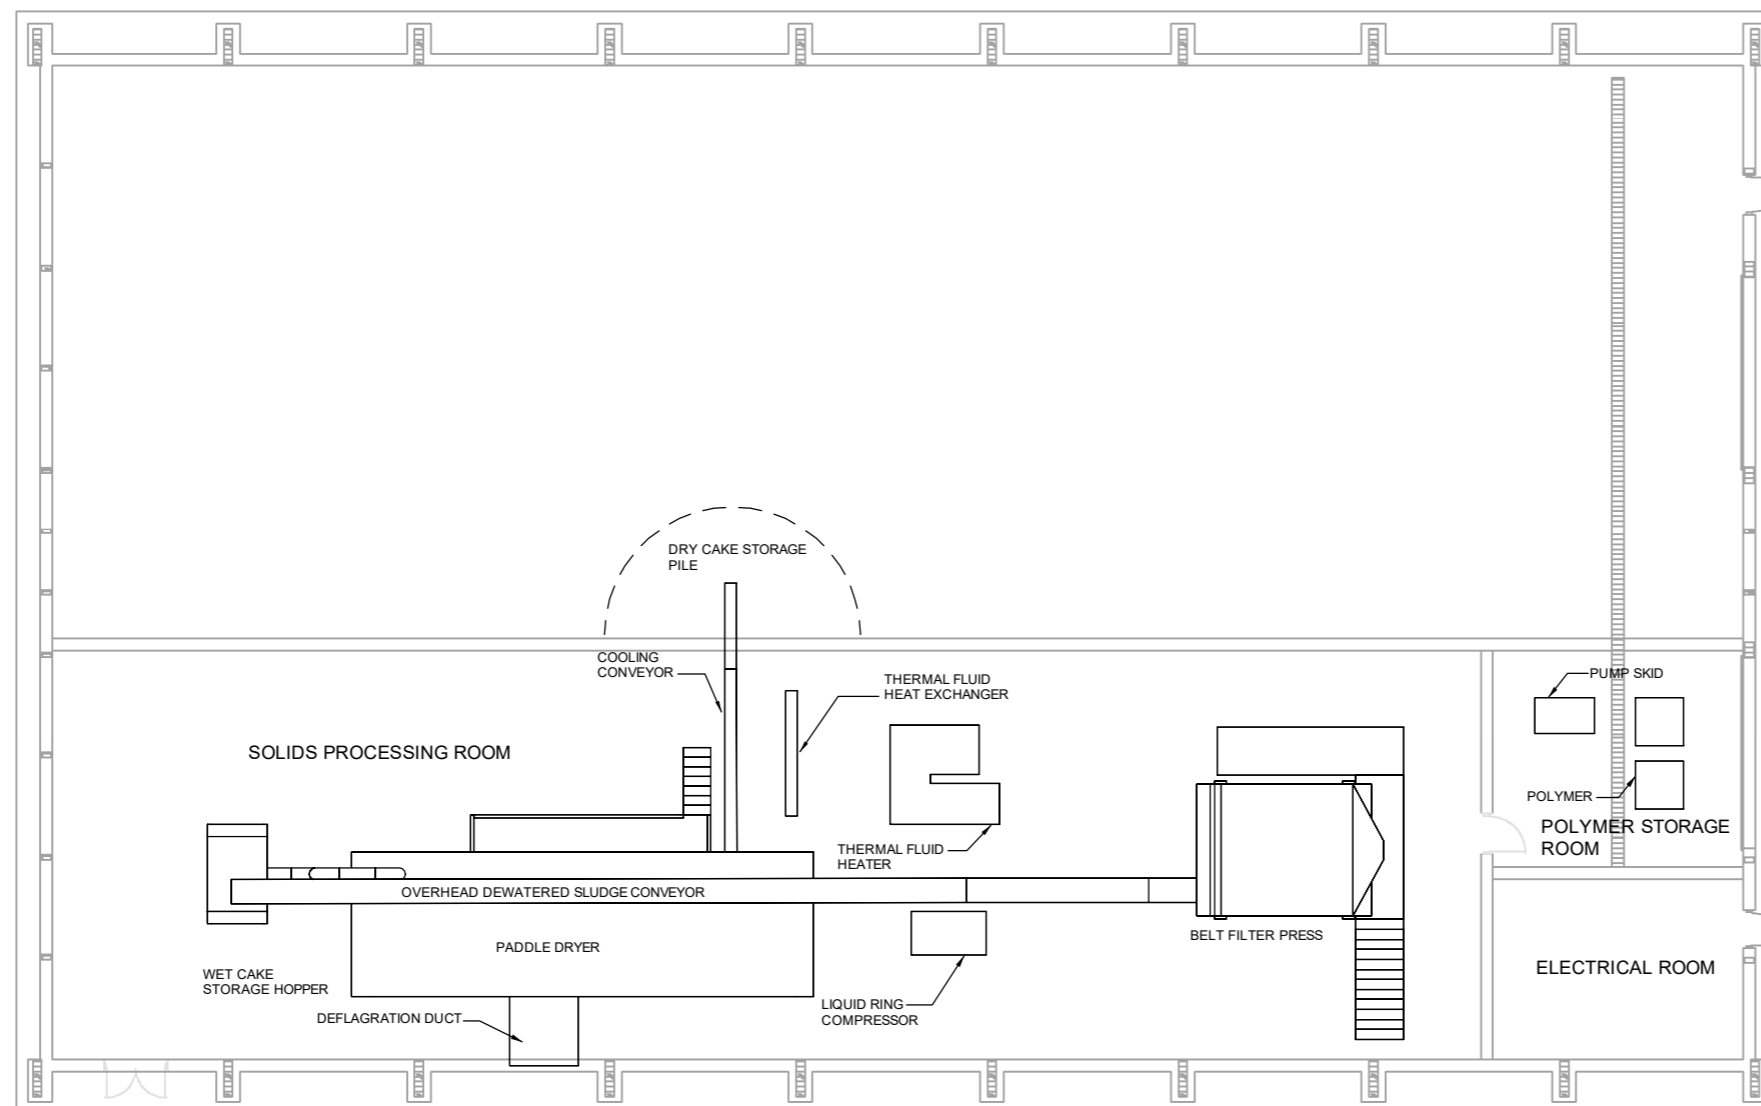 DRY CAKE STORAGE
PILE
COOLING
CONVEYOR
THERMAL FLUID
HEAT EXCHANGER
PUMP SKID
SOLIDS PROCESSING ROOM
POLYMER
POLYMER STORAGE
ROOM
THERMAL FLUID
HEATER
OVERHEAD DEWATERED SLUDGE CONVEYOR
PADDLE DRYER
BELT FILTER PRESS
ELECTRICAL ROOM
WET CAKE
STORAGE HOPPER
DEFLAGRATION DUCT
LIQUID RING
COMPRESSOR